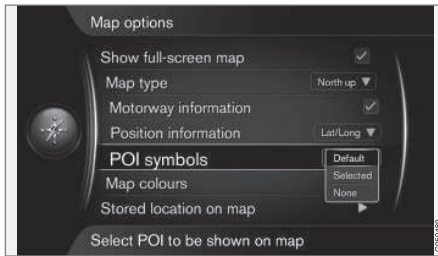 Map options
Show full-screen map
Map type North up
Motorway information
Position information Lat/Long
POI symbols Default
Selected
Map colours
None
Stored location on map
Select POI to be shown on map